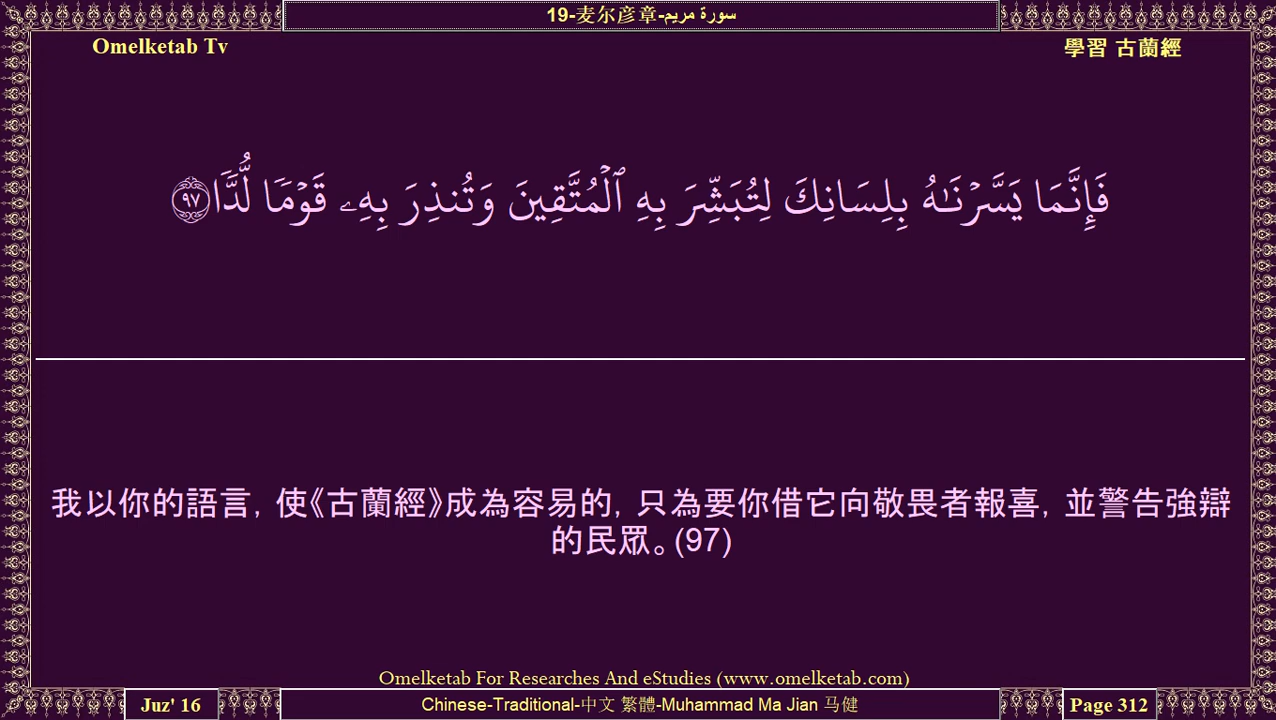 19-麦尔彦章-سورة مريم
Omelketab Tv
學習 古蘭經
فَإِنَّمَا يَسَّرْنَٰهُ بِلِسَانِكَ لِتُبَشِّرَ بِهِ ٱلْمُتَّقِينَ وَتُنذِرَ بِهِۦ قَوْمًا لُّدًّا ٩٧
我以你的語言, 使《古蘭經》成為容易的, 只為要你借它向敬畏者報喜, 並警告強辯
的民眾。(97)
Omelketab For Researches And eStudies (www.omelketab.com)
Juz' 16
Chinese-Traditional-中文 繁體-Muhammad Ma Jian 马健
Page 312